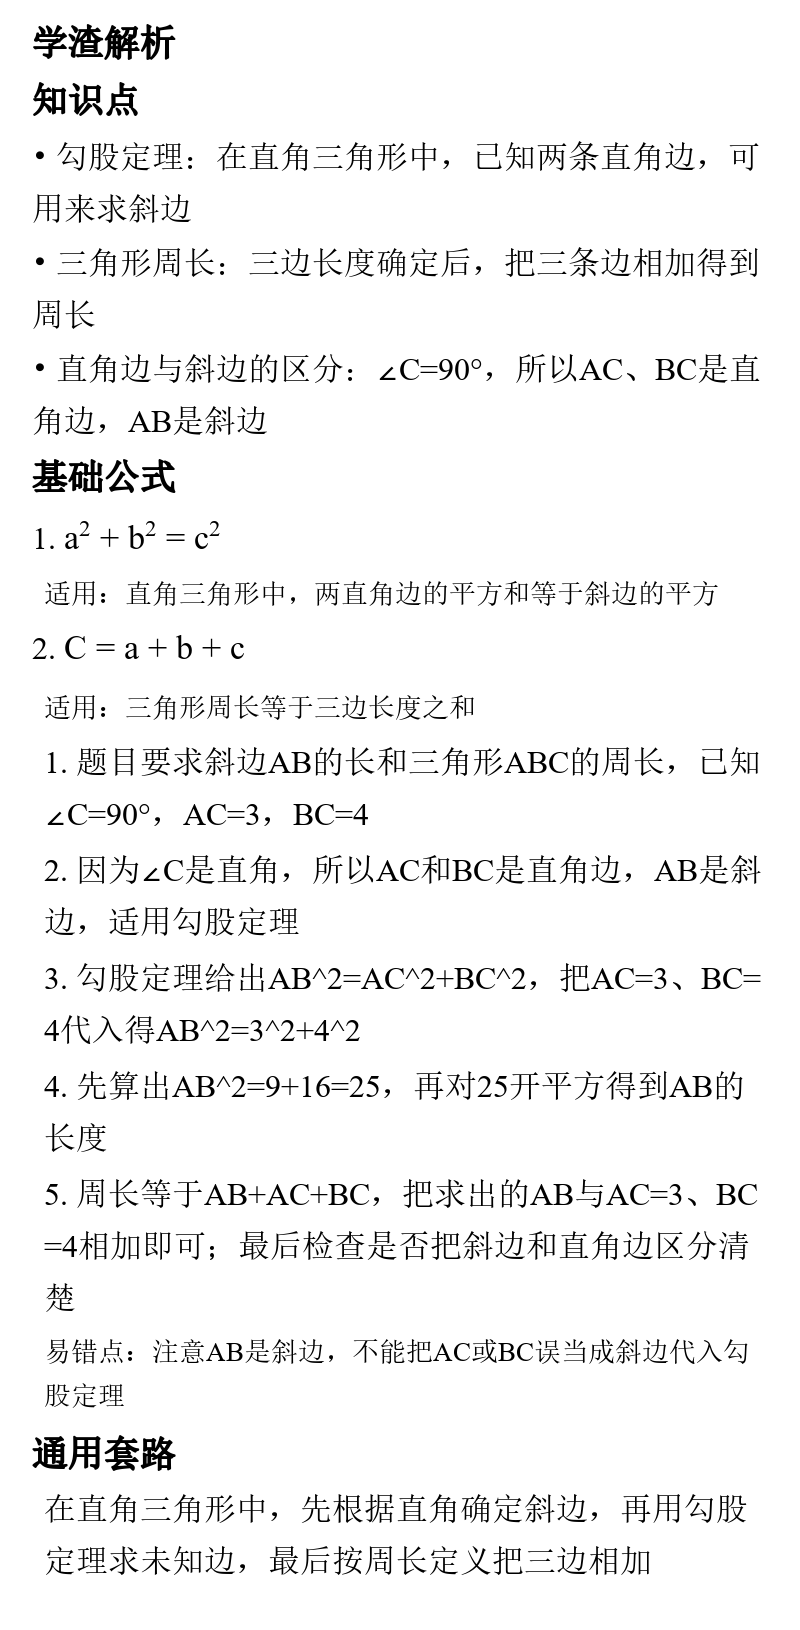 学渣解析
知识点
• 勾股定理：在直角三角形中，已知两条直角边，可
用来求斜边
• 三角形周长：三边长度确定后，把三条边相加得到
周长
• 直角边与斜边的区分：∠C=90°，所以AC、BC是直
角边，AB是斜边
基础公式
1. a² + b² = c²
适用：直角三角形中，两直角边的平方和等于斜边的平方
2. C = a + b + c
适用：三角形周长等于三边长度之和
1. 题目要求斜边AB的长和三角形ABC的周长，已知
∠C=90°，AC=3，BC=4
2. 因为∠C是直角，所以AC和BC是直角边，AB是斜
边，适用勾股定理
3. 勾股定理给出AB^2=AC^2+BC^2，把AC=3、BC=
4代入得AB^2=3^2+4^2
4. 先算出AB^2=9+16=25，再对25开平方得到AB的
长度
5. 周长等于AB+AC+BC，把求出的AB与AC=3、BC
=4相加即可；最后检查是否把斜边和直角边区分清
楚
易错点：注意AB是斜边，不能把AC或BC误当成斜边代入勾
股定理
通用套路
在直角三角形中，先根据直角确定斜边，再用勾股
定理求未知边，最后按周长定义把三边相加